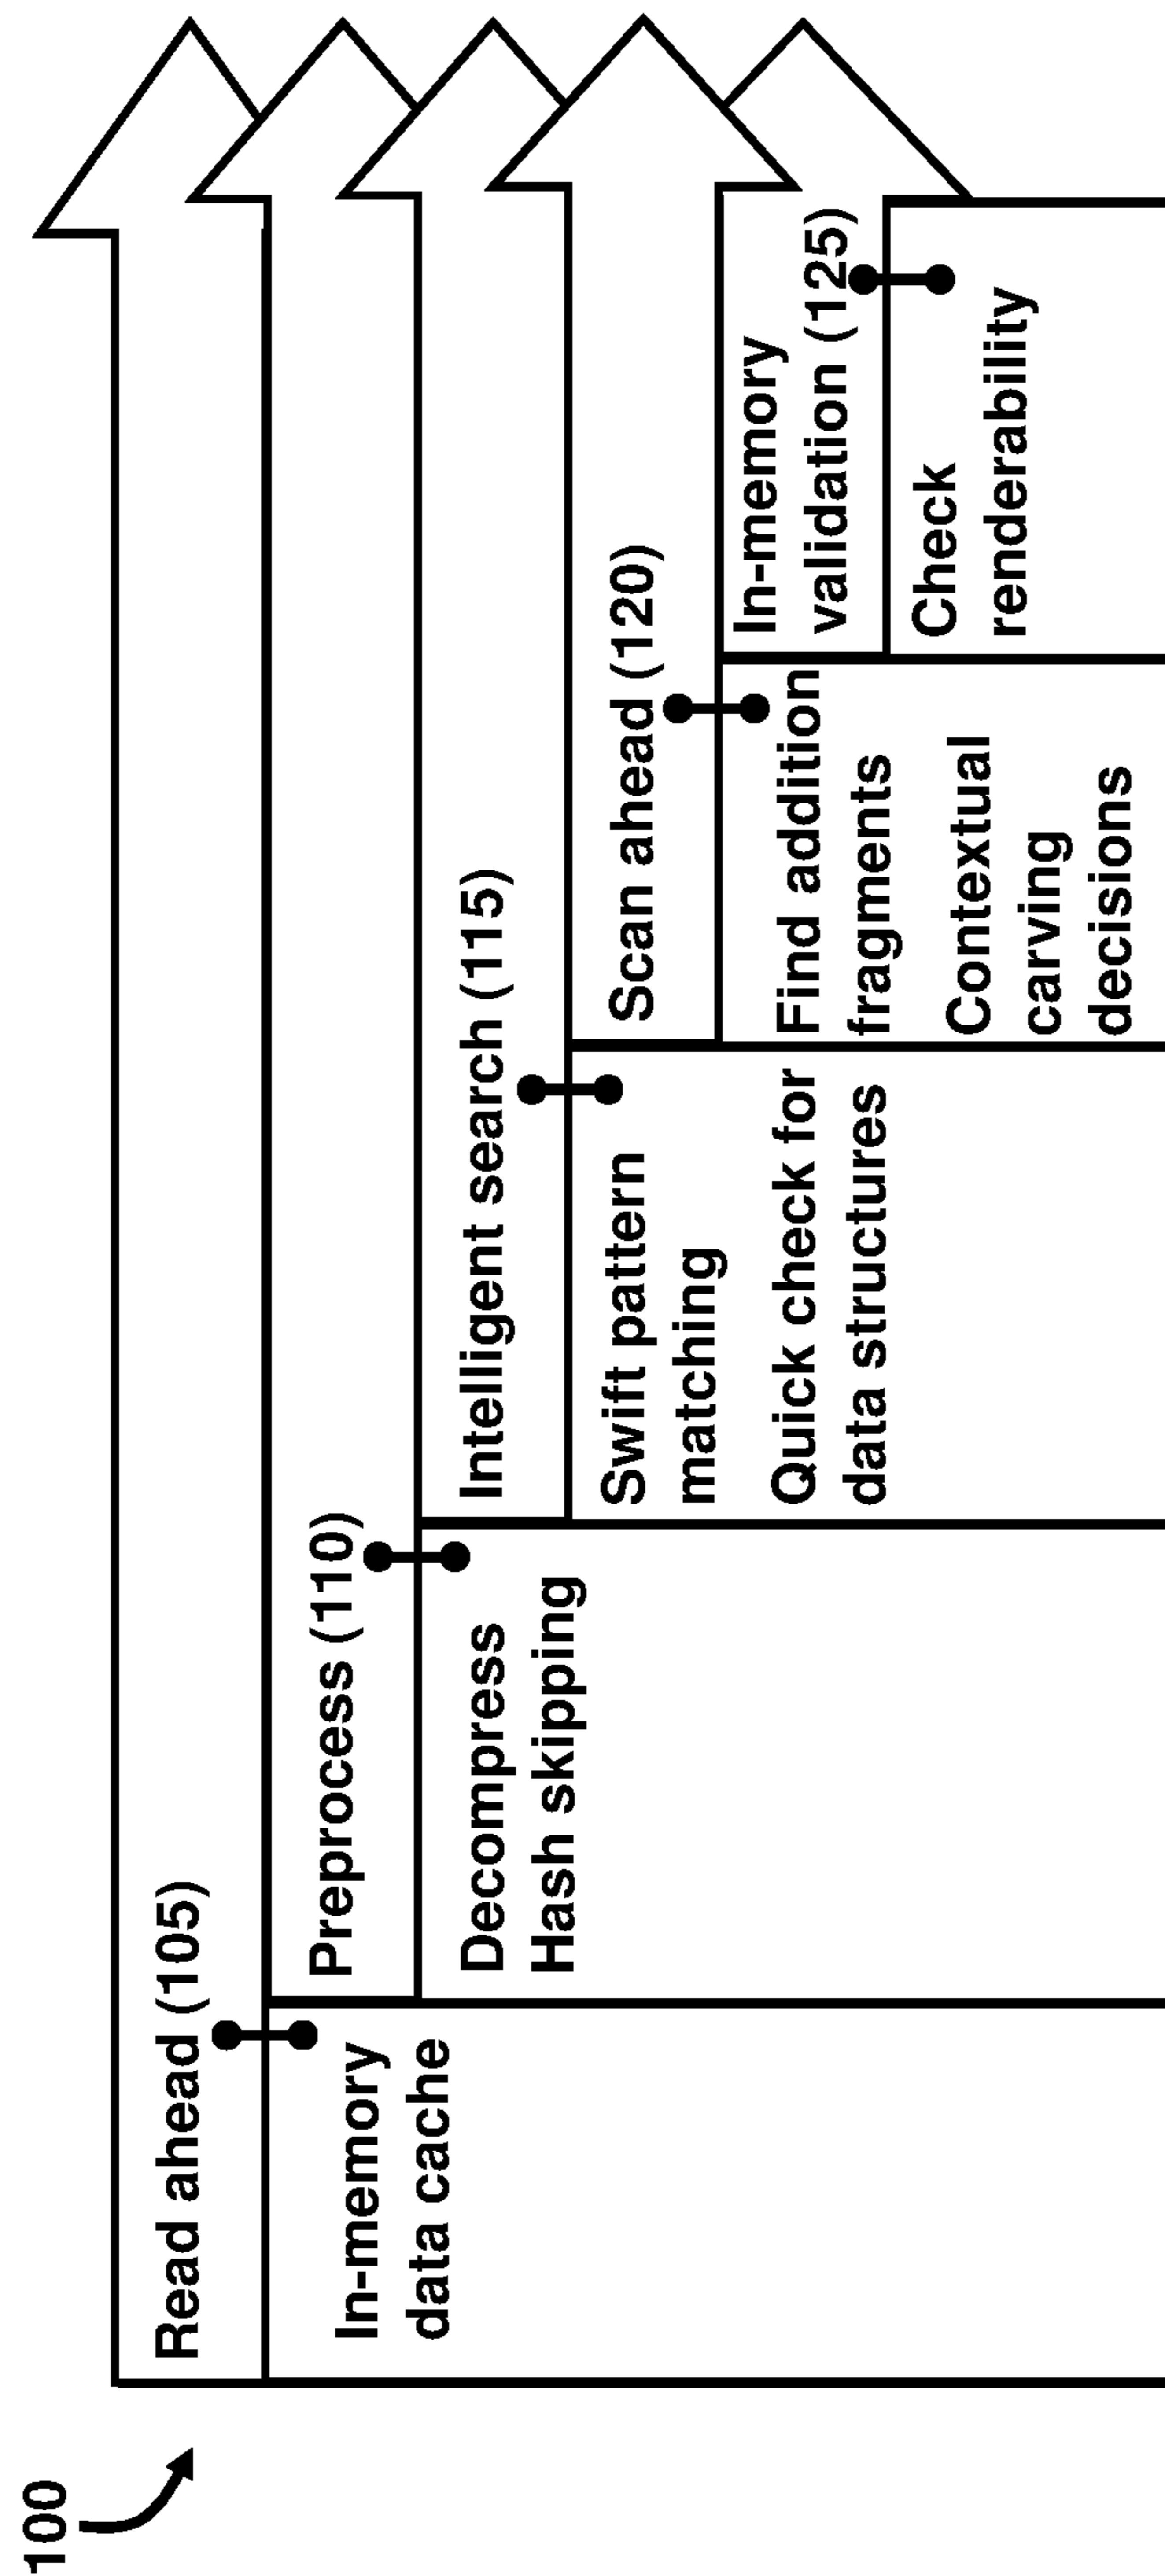 100
Read ahead (105)
In-memory
data cache
Preprocess (110)
Decompress
Hash skipping
Intelligent search (115)
Swift pattern
matching
Quick check for
data structures
Scan ahead (120)
Find addition
fragments
Contextual
carving
decisions
In-memory
validation (125)
Check
renderability